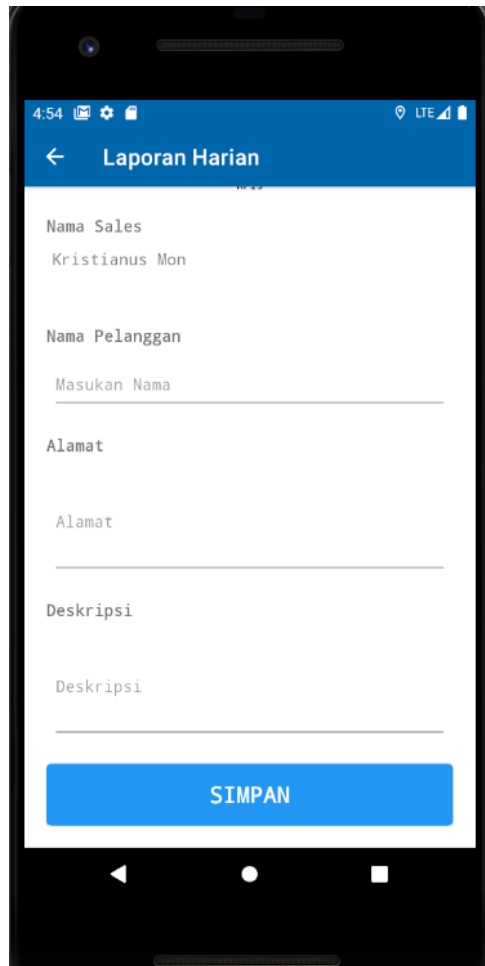 4:54 LTE
Laporan Harian
Nama Sales
Kristianus Mon
Nama Pelanggan
Masukan Nama
Alamat
Alamat
Deskripsi
Deskripsi
SIMPAN